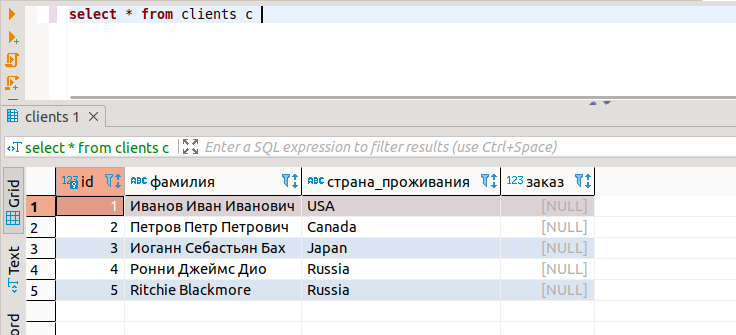 select * from clients c
clients 1
select * from clients c Enter a SQL expression to filter results (use Ctrl+Space)
Grid
Text
123 id ABC фамилия ABC страна_проживания 123 заказ
1 1 Иванов Иван Иванович USA [NULL]
2 2 Петров Петр Петрович Canada [NULL]
3 3 Иоганн Себастьян Бах Japan [NULL]
4 4 Ронни Джеймс Дио Russia [NULL]
5 5 Ritchie Blackmore Russia [NULL]